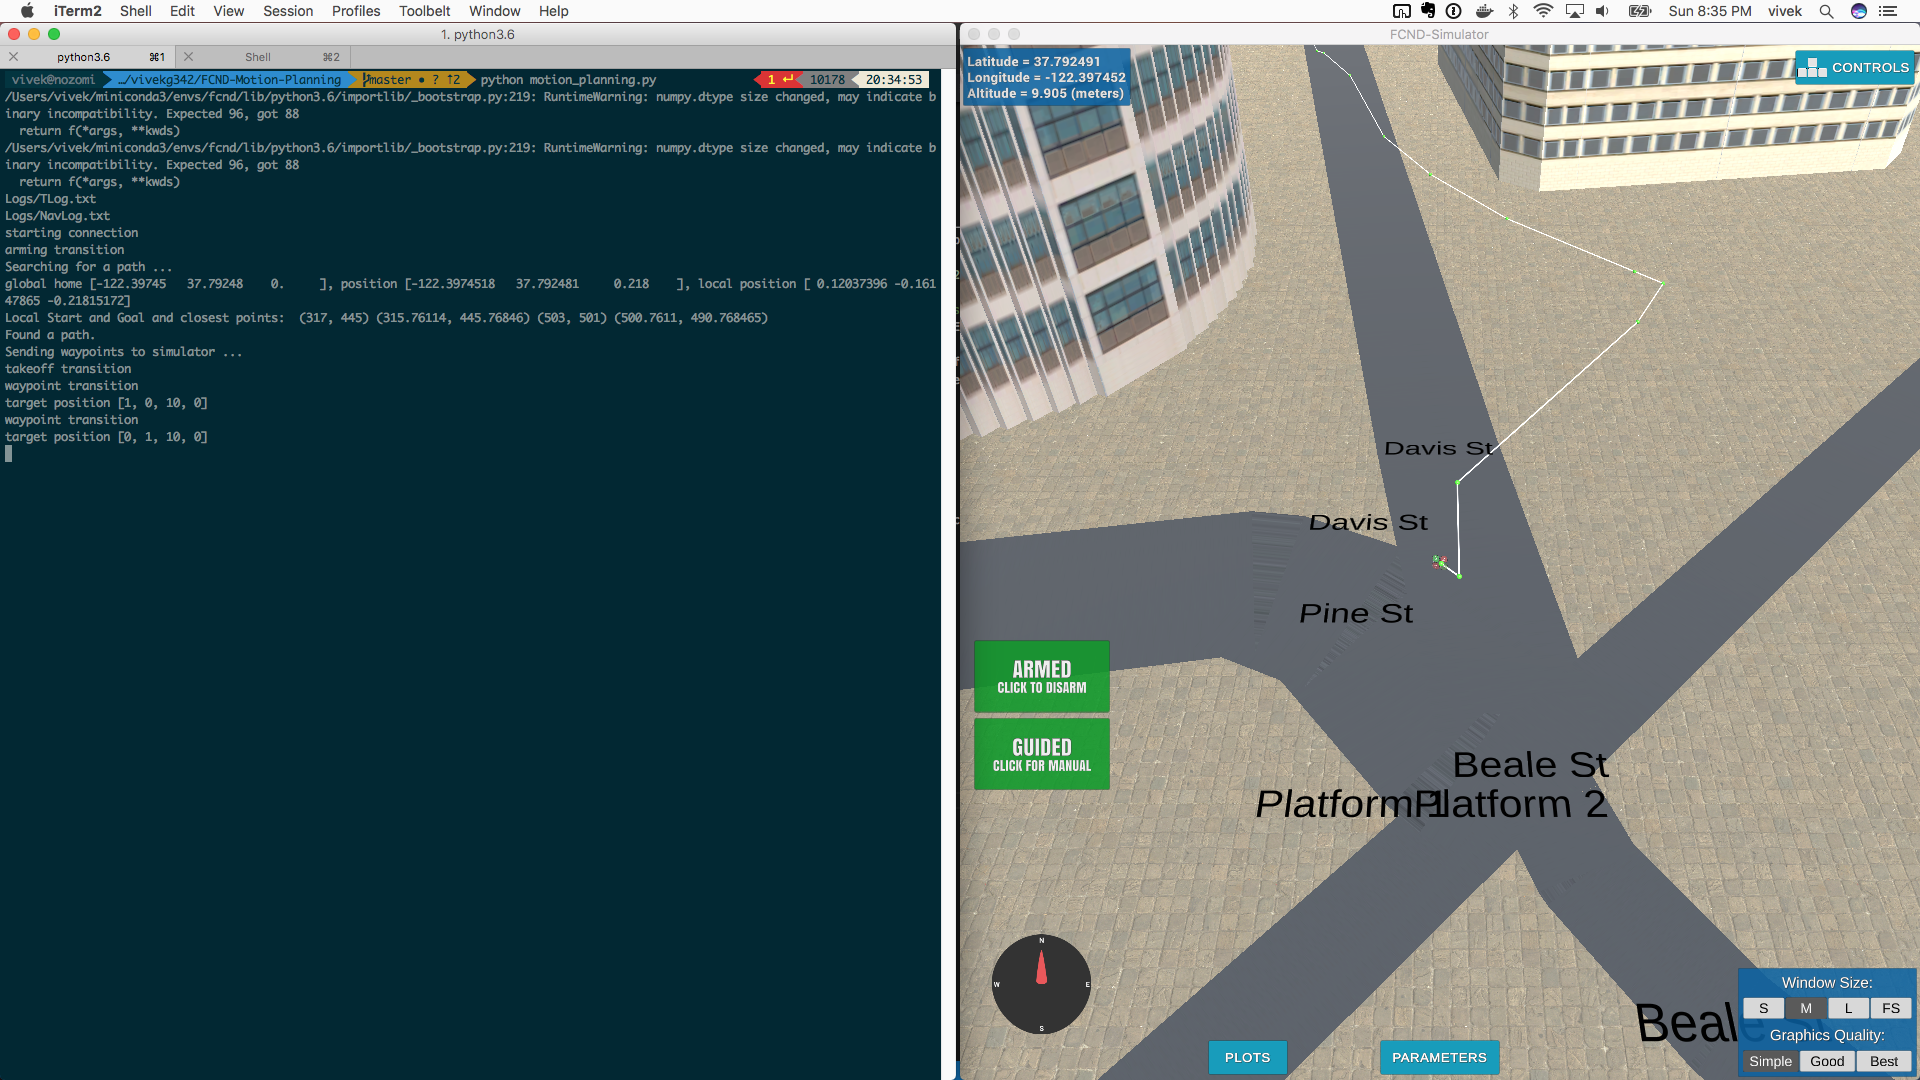 iTerm2 Shell Edit View Session Profiles Toolbelt Window Help
Sun 8:35 PM vivek
1. python3.6
python3.6 ⌘1 Shell ⌘2
vivek@nozomi …/vivekg342/FCND-Motion-Planning master • ? ↑2 python motion_planning.py 1 ↵ 10178 20:34:53
/Users/vivek/miniconda3/envs/fcnd/lib/python3.6/importlib/_bootstrap.py:219: RuntimeWarning: numpy.dtype size changed, may indicate b
inary incompatibility. Expected 96, got 88
return f(*args, **kwds)
/Users/vivek/miniconda3/envs/fcnd/lib/python3.6/importlib/_bootstrap.py:219: RuntimeWarning: numpy.dtype size changed, may indicate b
inary incompatibility. Expected 96, got 88
return f(*args, **kwds)
Logs/TLog.txt
Logs/NavLog.txt
starting connection
arming transition
Searching for a path ...
global home [-122.39745 37.79248 0. ], position [-122.3974518 37.792481 0.218 ], local position [ 0.12037396 -0.161
47865 -0.21815172]
Local Start and Goal and closest points: (317, 445) (315.76114, 445.76846) (503, 501) (500.7611, 490.768465)
Found a path.
Sending waypoints to simulator ...
takeoff transition
waypoint transition
target position [1, 0, 10, 0]
waypoint transition
target position [0, 1, 10, 0]
FCND-Simulator
Latitude = 37.792491
Longitude = -122.397452
Altitude = 9.905 (meters)
CONTROLS
Davis St
Davis St
Pine St
ARMED
CLICK TO DISARM
GUIDED
CLICK FOR MANUAL
Beale St
Platform 1
Platform 2
N
W E
S
Beale St
Window Size:
S M L FS
Graphics Quality:
Simple Good Best
PLOTS
PARAMETERS